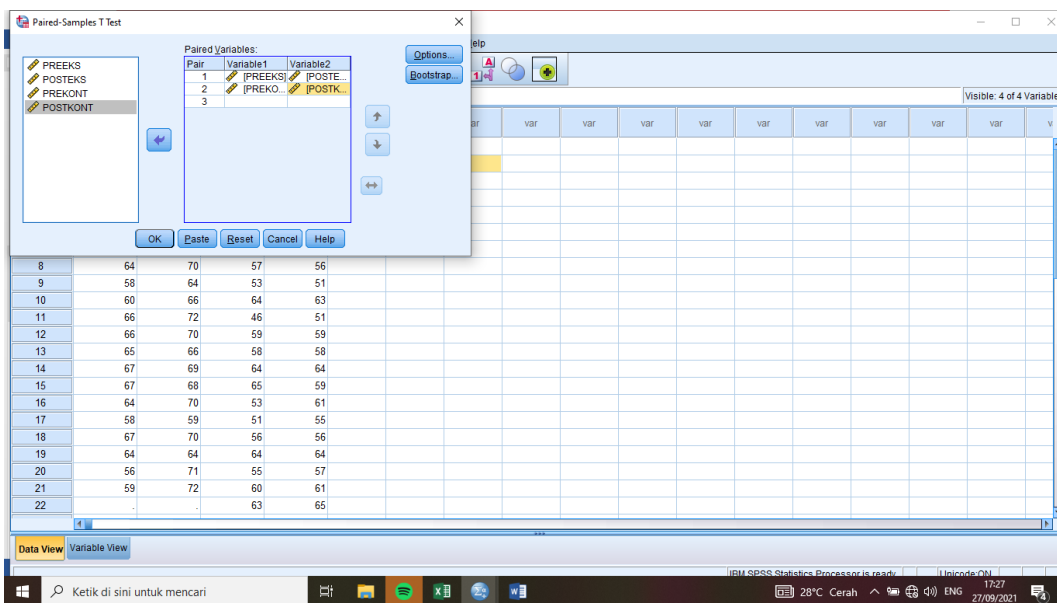 Paired-Samples T Test
elp
PREEKS
POSTEKS
PREKONT
POSTKONT
Paired Variables:
Pair Variable1 Variable2
1 [PREEKS] [POSTE...
2 [PREKO... [POSTK...
3
Options...
Bootstrap...
OK Paste Reset Cancel Help
Visible: 4 of 4 Variable
ar var var var var var var var var v
8 64 70 57 56
9 58 64 53 51
10 60 66 64 63
11 66 72 46 51
12 66 70 59 59
13 65 66 58 58
14 67 69 64 64
15 67 68 65 59
16 64 70 53 61
17 58 59 51 55
18 67 70 56 56
19 64 64 64 64
20 56 71 55 57
21 59 72 60 61
22 . . 63 65
Data View Variable View
IBM SPSS Statistics Processor is ready Unicode:ON
Ketik di sini untuk mencari
28°C Cerah ENG 17:27
27/09/2021